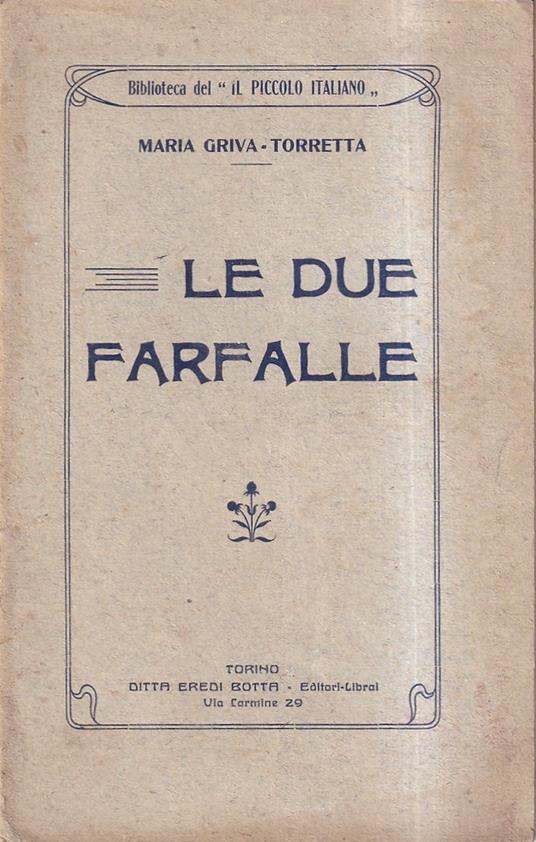 Biblioteca del “ iL PICCOLO ITALIANO „
MARIA GRIVA - TORRETTA
LE DUE
FARFALLE
TORINO
DITTA EREDI BOTTA - Editori-Librai
Via Carmine 29